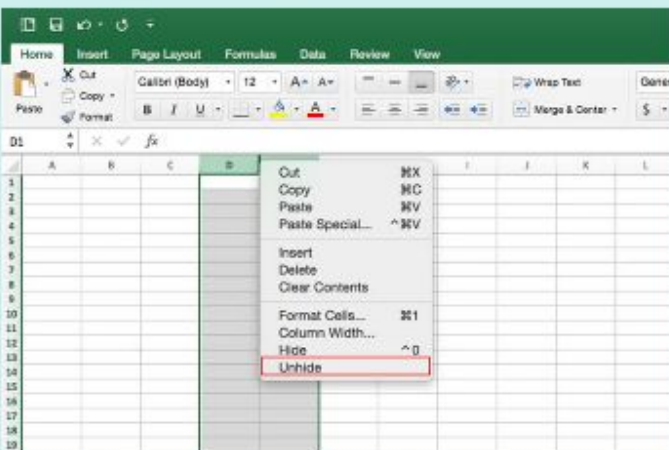 Home Insert Page Layout Formulas Data Review View
Cut
Calibri (Body) 12 A▲ A▼ Wrap Text Gener
Copy
Paste B I U A Merge & Center $
Format
D1 fx
A B C D I J K L
1
2
3
4
5
6
7
8
9
10
11
12
13
14
15
16
17
18
19
Cut ⌘X
Copy ⌘C
Paste ⌘V
Paste Special... ^⌘V
Insert
Delete
Clear Contents
Format Cells... ⌘1
Column Width...
Hide ^0
Unhide